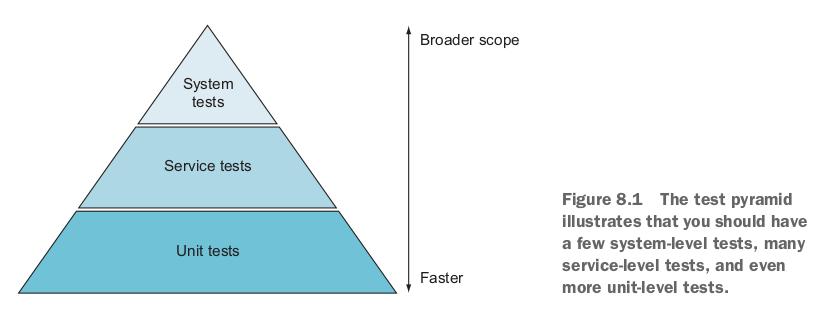 System
tests
Service tests
Unit tests
Broader scope
Faster
Figure 8.1 The test pyramid
illustrates that you should have
a few system-level tests, many
service-level tests, and even
more unit-level tests.